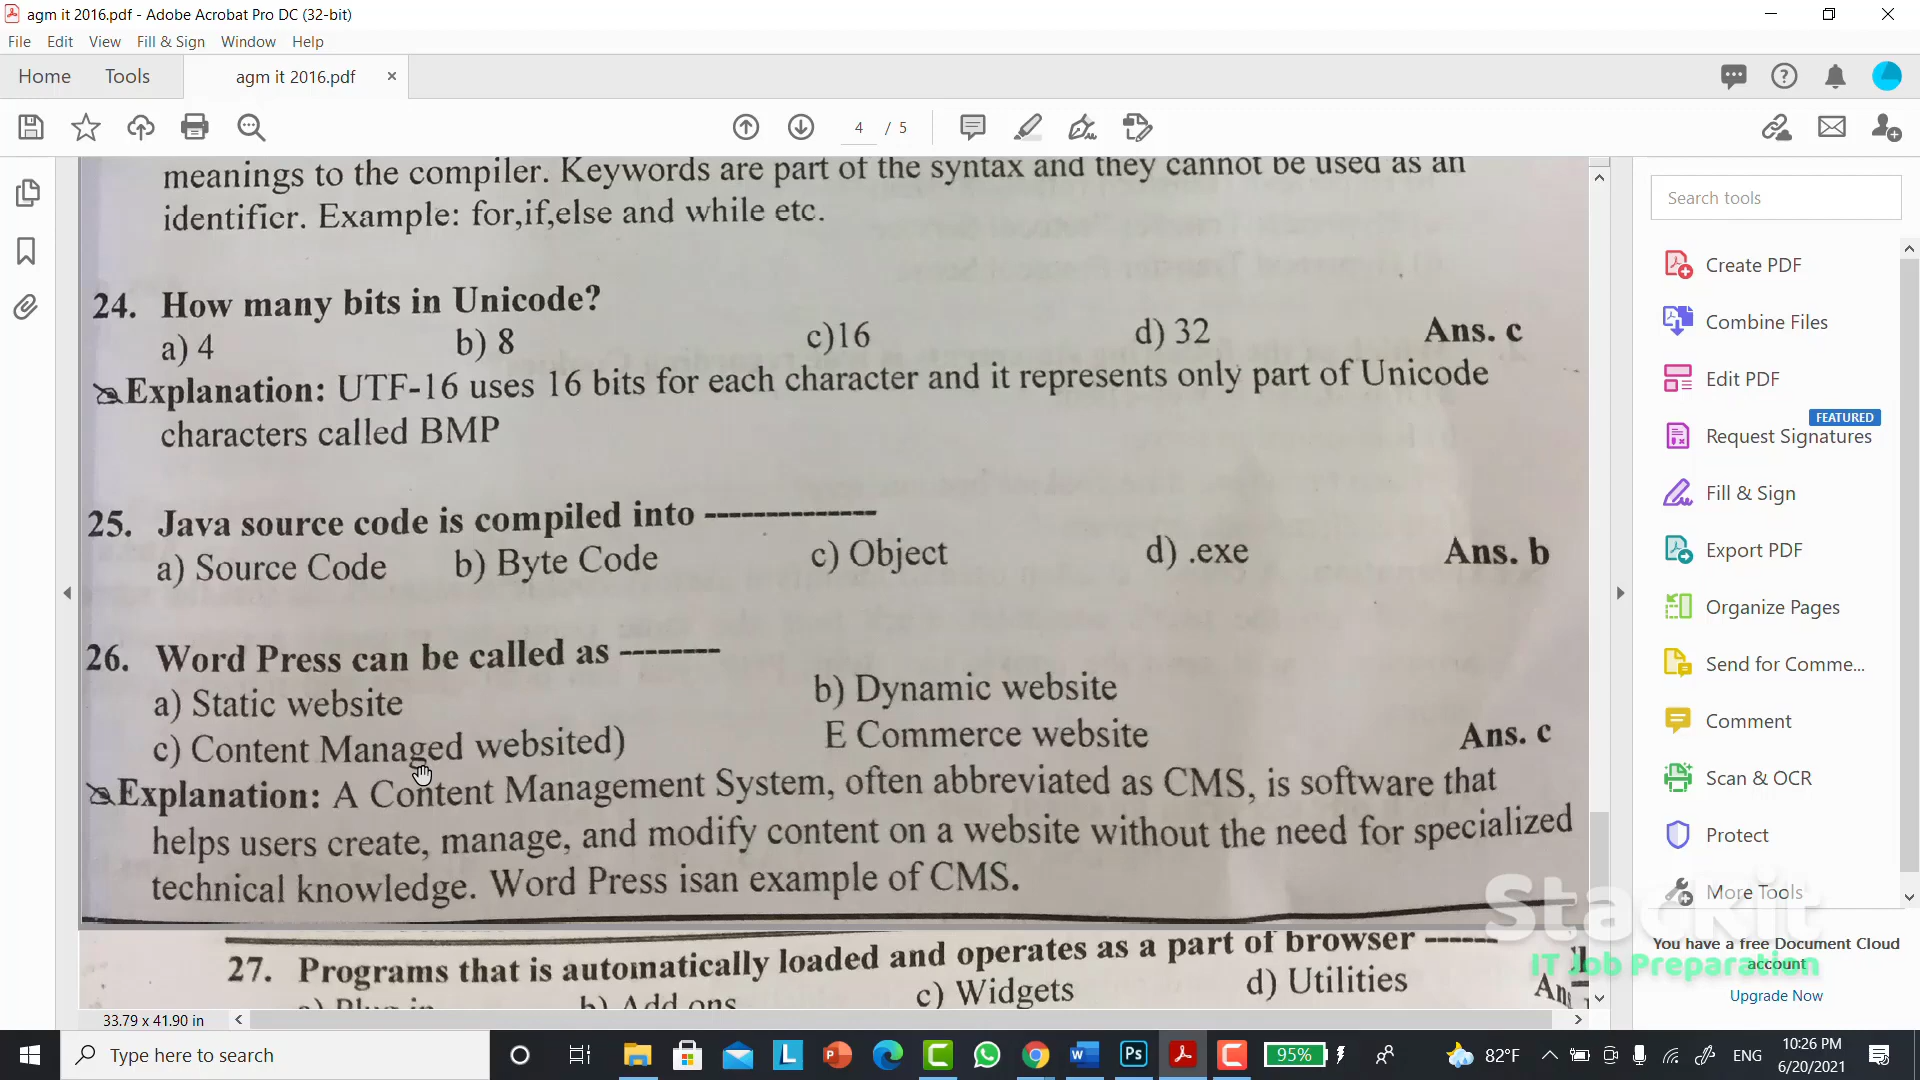 agm it 2016.pdf - Adobe Acrobat Pro DC (32-bit)
File Edit View Fill & Sign Window Help
Home Tools agm it 2016.pdf ×
4 / 5
meanings to the compiler. Keywords are part of the syntax and they cannot be used as an
identifier. Example: for,if,else and while etc.
24. How many bits in Unicode?
a) 4 b) 8 c)16 d) 32 Ans. c
Explanation: UTF-16 uses 16 bits for each character and it represents only part of Unicode
characters called BMP
25. Java source code is compiled into -------------
a) Source Code b) Byte Code c) Object d) .exe Ans. b
26. Word Press can be called as --------
a) Static website b) Dynamic website
c) Content Managed websited) E Commerce website Ans. c
Explanation: A Content Management System, often abbreviated as CMS, is software that
helps users create, manage, and modify content on a website without the need for specialized
technical knowledge. Word Press isan example of CMS.
27. Programs that is automatically loaded and operates as a part of browser ------
c) Widgets d) Utilities
33.79 x 41.90 in
Search tools
Create PDF
Combine Files
Edit PDF
FEATURED
Request Signatures
Fill & Sign
Export PDF
Organize Pages
Send for Comme...
Comment
Scan & OCR
Protect
More Tools
StackIt
You have a free Document Cloud
account
IT Job Preparation
Upgrade Now
Type here to search
95% 82°F ENG 10:26 PM
6/20/2021